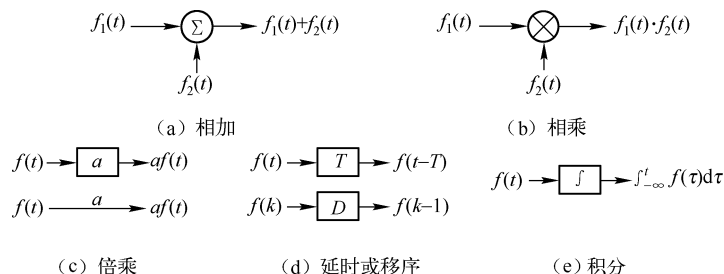 f₁(t) Σ f₁(t)+f₂(t)
f₂(t)
(a) 相加
f₁(t) f₁(t)·f₂(t)
f₂(t)
(b) 相乘
f(t) a af(t)
f(t) a af(t)
(c) 倍乘
f(t) T f(t−T)
f(k) D f(k−1)
(d) 延时或移序
f(t) ∫ ∫ᵗ₋∞ f(τ)dτ
(e) 积分